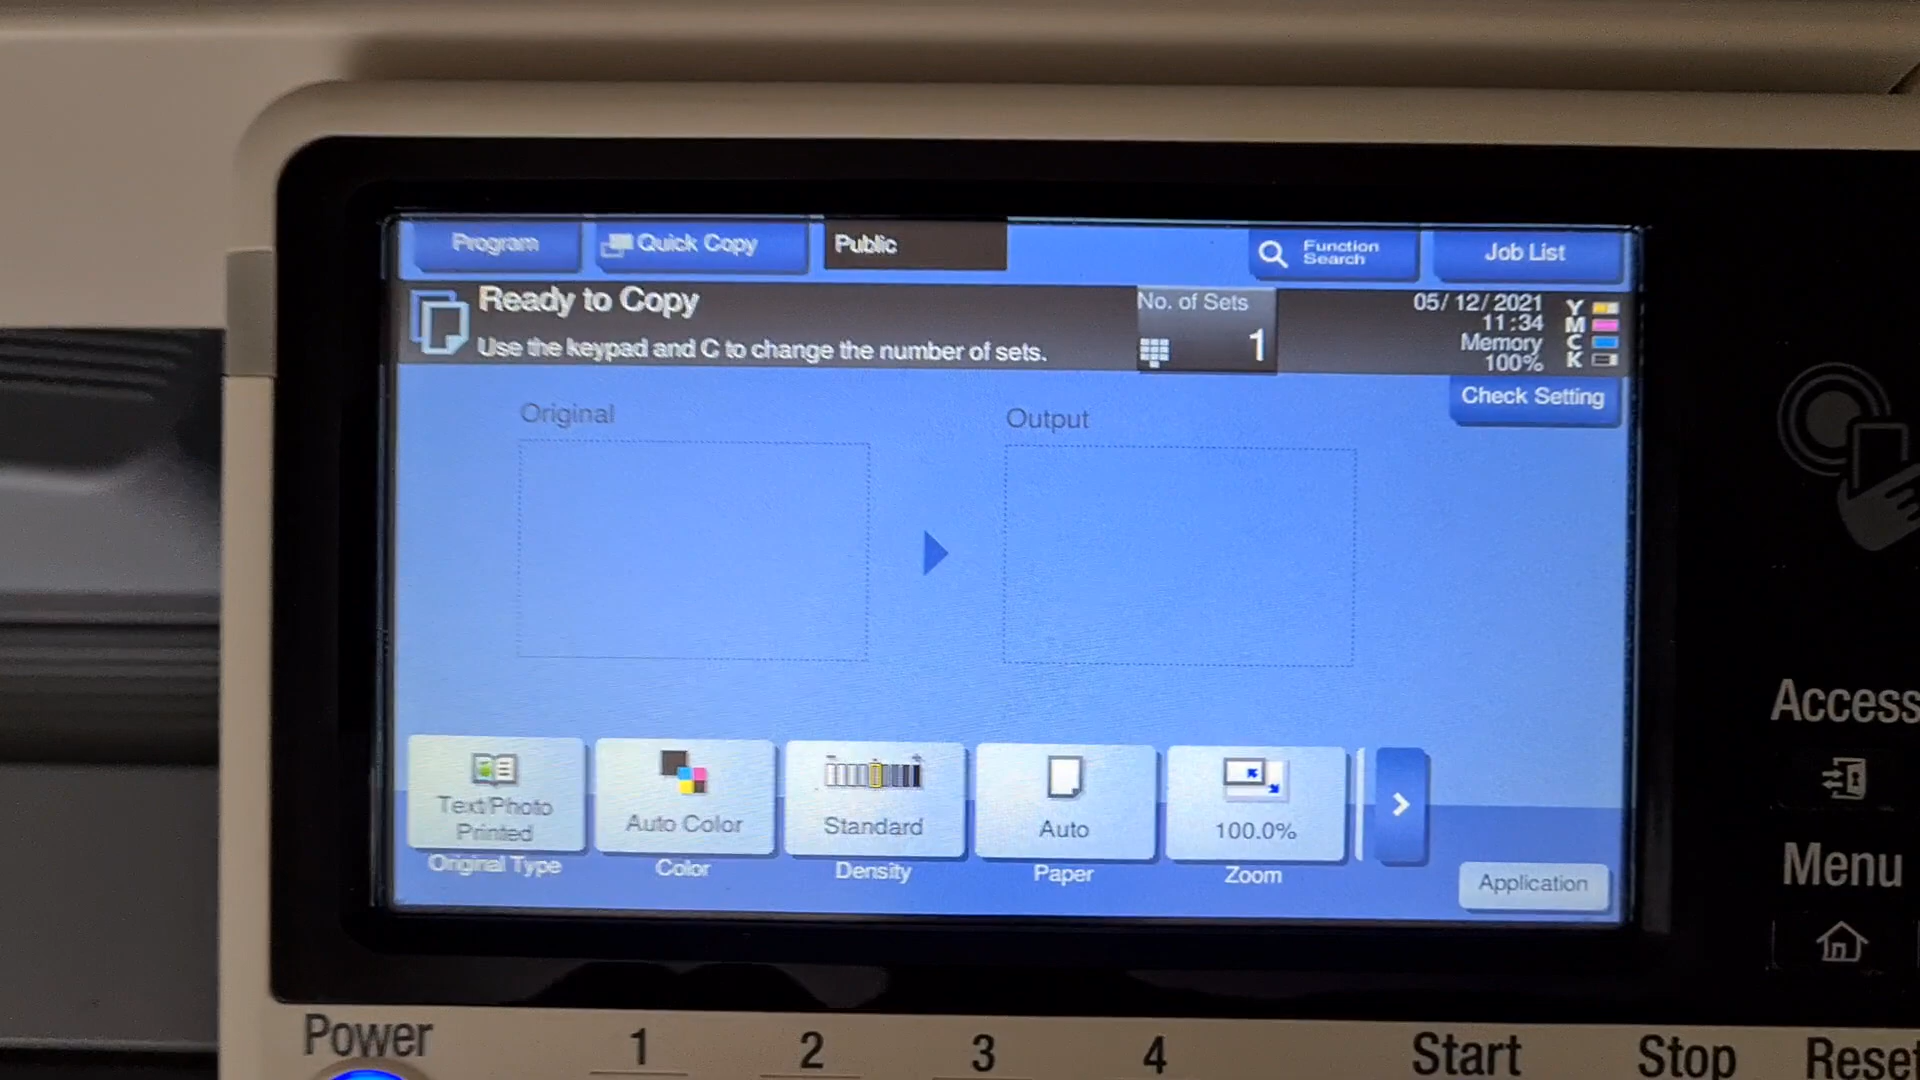 Program
Quick Copy
Public
Function
Search
Job List
Ready to Copy
Use the keypad and C to change the number of sets.
No. of Sets
1
05/12/2021
11:34
Memory
100%
Y
M
C
K
Check Setting
Original
Output
Text/Photo
Printed
Original Type
Auto Color
Color
Standard
Density
Auto
Paper
100.0%
Zoom
Application
Access
Menu
Power
1
2
3
4
Start
Stop
Reset